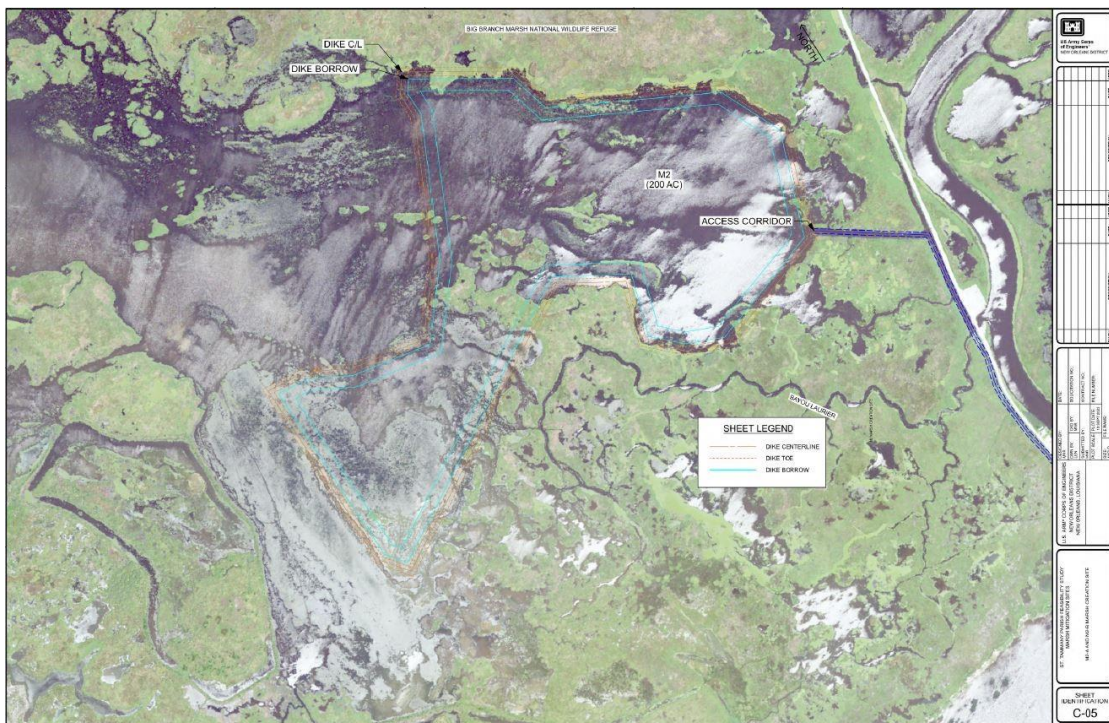 BIG BRANCH MARSH NATIONAL WILDLIFE REFUGE
DIKE C/L
DIKE BORROW
NORTH
M2
(200 AC)
ACCESS CORRIDOR
BAYOU LAURIER
SHEET LEGEND
DIKE CENTERLINE
DIKE TOE
DIKE BORROW
US Army Corps
of Engineers
NEW ORLEANS DISTRICT
U.S. ARMY CORPS OF ENGINEERS
NEW ORLEANS DISTRICT
NEW ORLEANS, LOUISIANA
ST. TAMMANY PARISH FEASIBILITY STUDY
MARSH MITIGATION SITES
SHEET
IDENTIFICATION
C-05